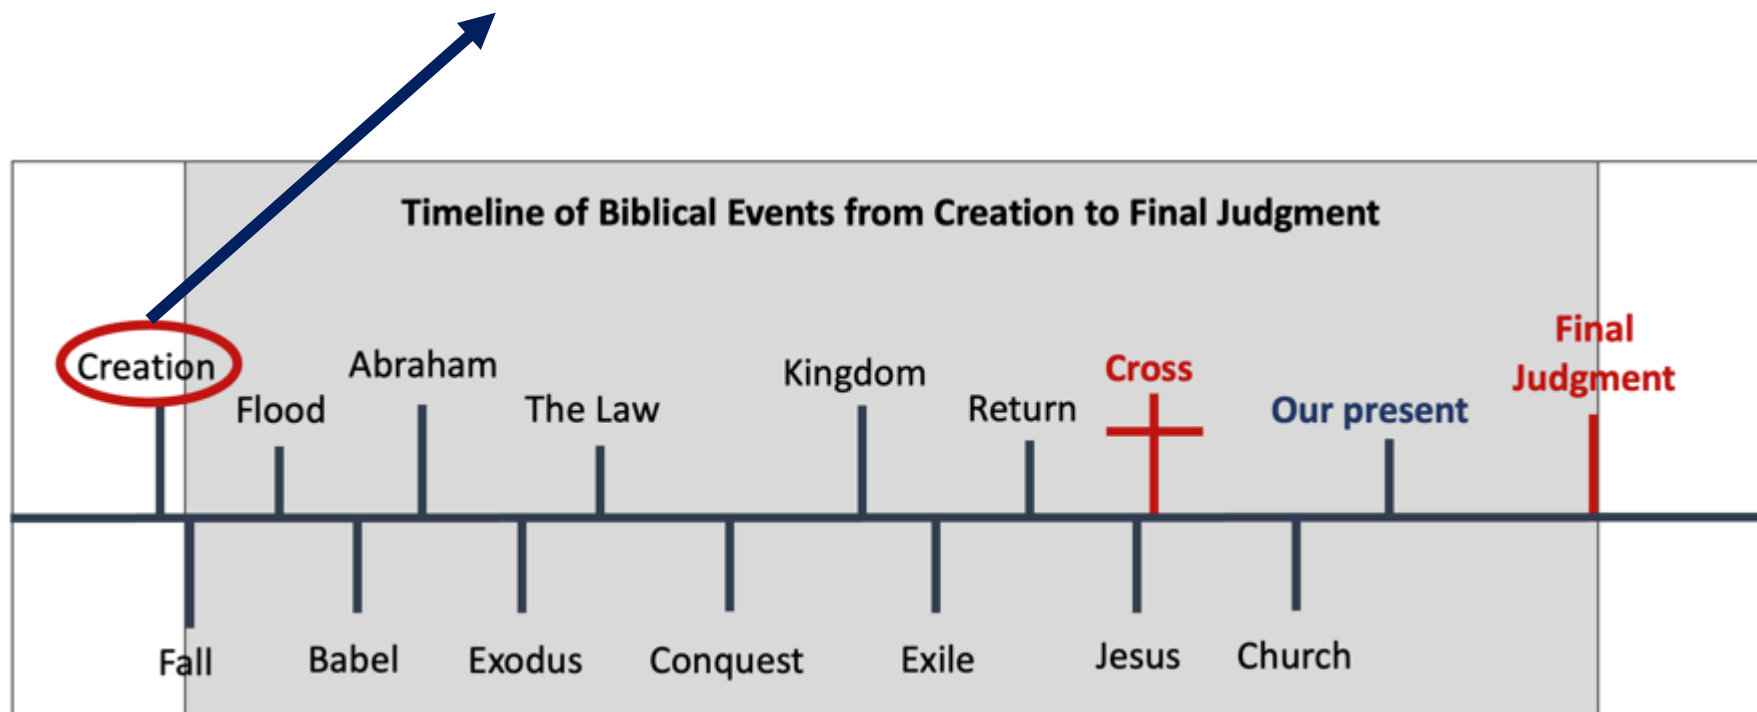 Timeline of Biblical Events from Creation to Final Judgment
Creation
Flood
Abraham
The Law
Kingdom
Return
Cross
Our present
Final
Judgment
Fall
Babel
Exodus
Conquest
Exile
Jesus
Church